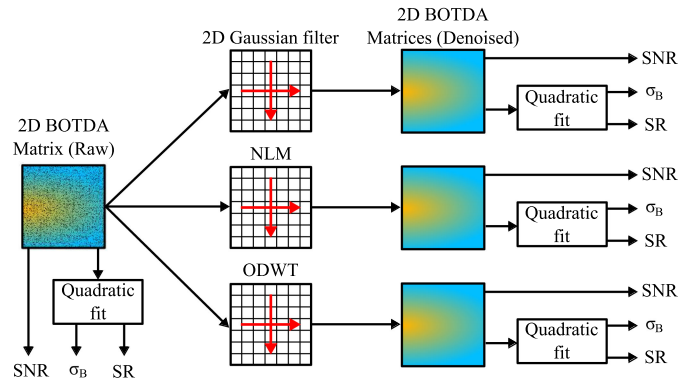 2D Gaussian filter
2D BOTDA
Matrices (Denoised)
SNR
Quadratic
fit
σB
SR
2D BOTDA
Matrix (Raw)
NLM
SNR
Quadratic
fit
σB
SR
Quadratic
fit
SNR
σB
SR
ODWT
SNR
Quadratic
fit
σB
SR